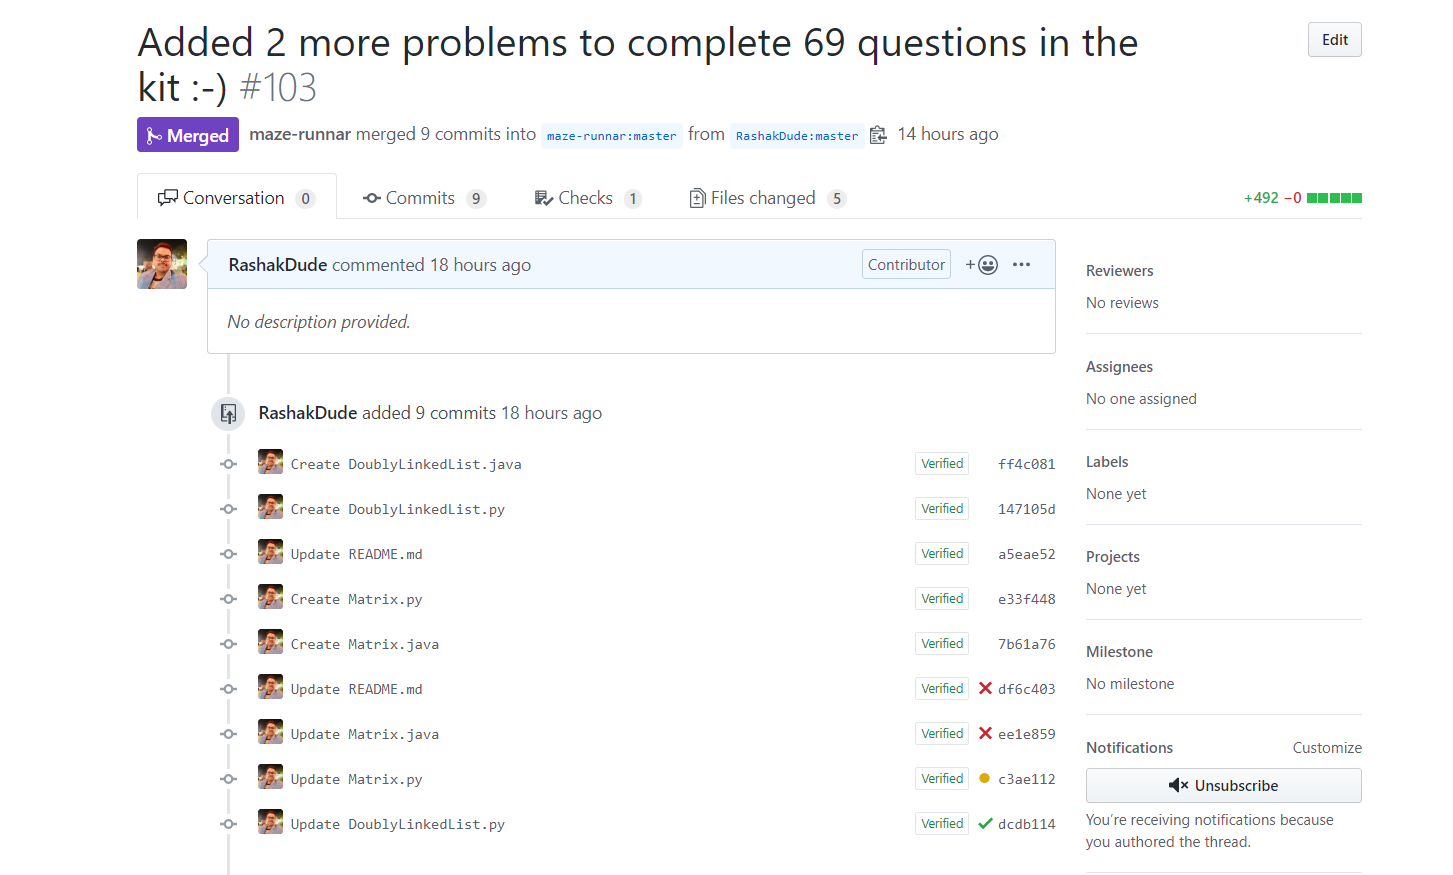 Added 2 more problems to complete 69 questions in the
kit :-) #103
Edit
Merged maze-runnar merged 9 commits into maze-runnar:master from RashakDude:master 14 hours ago
Conversation 0 Commits 9 Checks 1 Files changed 5 +492 −0
RashakDude commented 18 hours ago Contributor + ...
No description provided.
RashakDude added 9 commits 18 hours ago
Create DoublyLinkedList.java Verified ff4c081
Create DoublyLinkedList.py Verified 147105d
Update README.md Verified a5eae52
Create Matrix.py Verified e33f448
Create Matrix.java Verified 7b61a76
Update README.md Verified df6c403
Update Matrix.java Verified ee1e859
Update Matrix.py Verified c3ae112
Update DoublyLinkedList.py Verified dcdb114
Reviewers
No reviews
Assignees
No one assigned
Labels
None yet
Projects
None yet
Milestone
No milestone
Notifications Customize
Unsubscribe
You're receiving notifications because
you authored the thread.